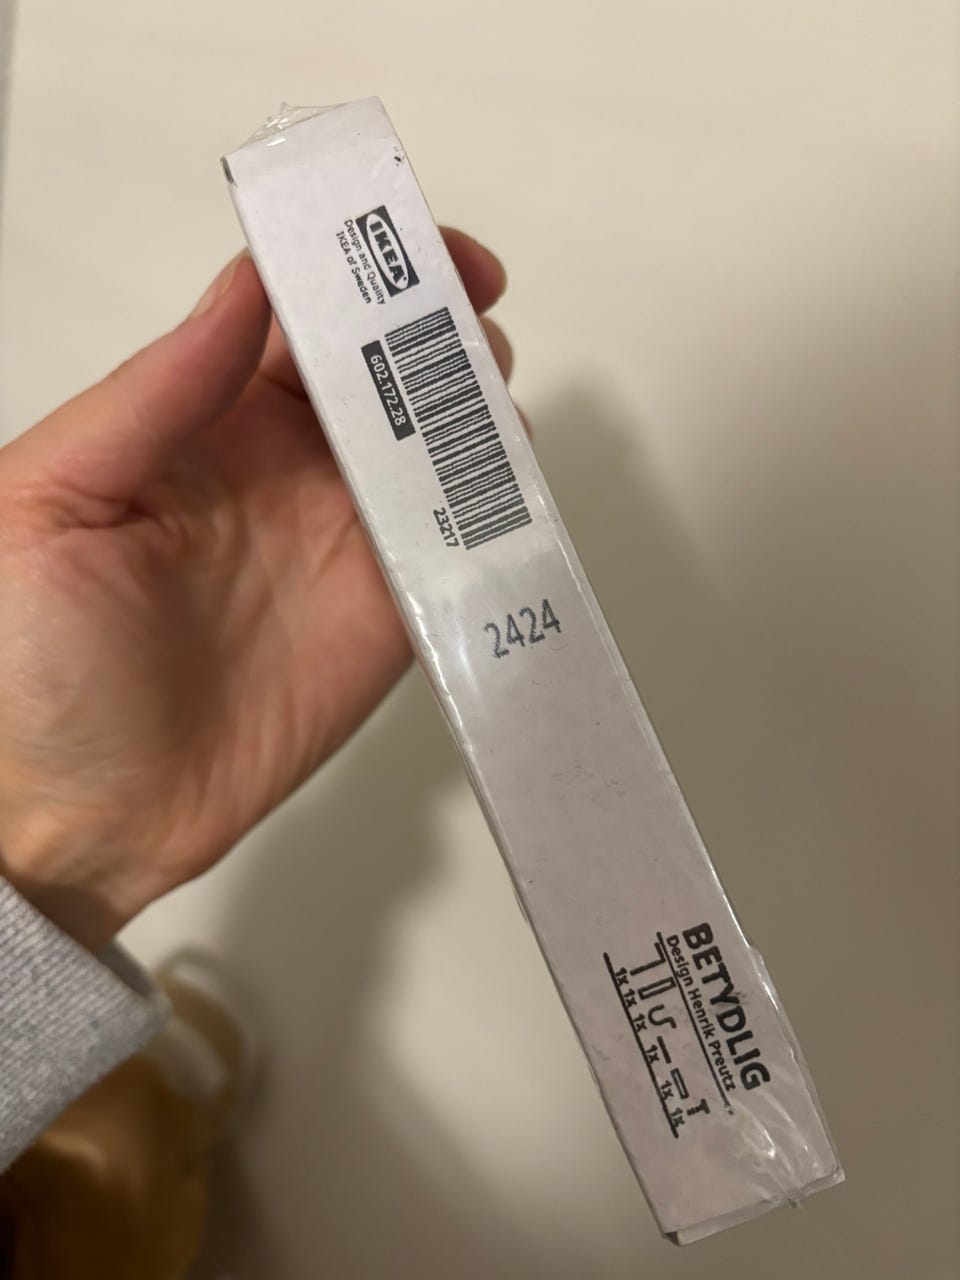 IKEA®
Design and Quality
IKEA of Sweden
602.172.28
23217
2424
BETYDLIG
Design Henrik Preutz
1x 1x 1x 1x 1x 1x